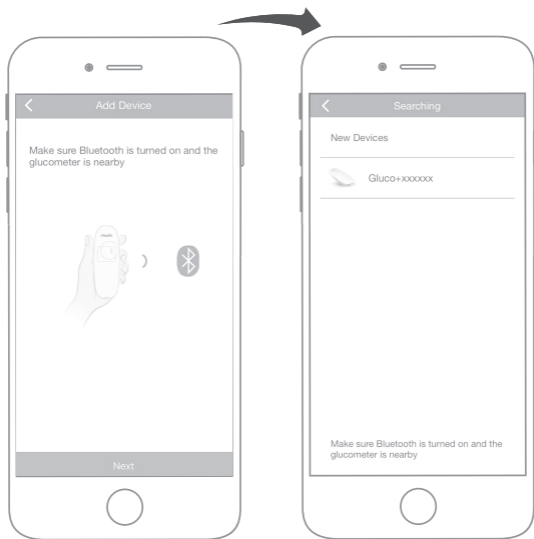 Add Device
Make sure Bluetooth is turned on and the
glucometer is nearby
Next
Searching
New Devices
Gluco+xxxxxx
Make sure Bluetooth is turned on and the
glucometer is nearby